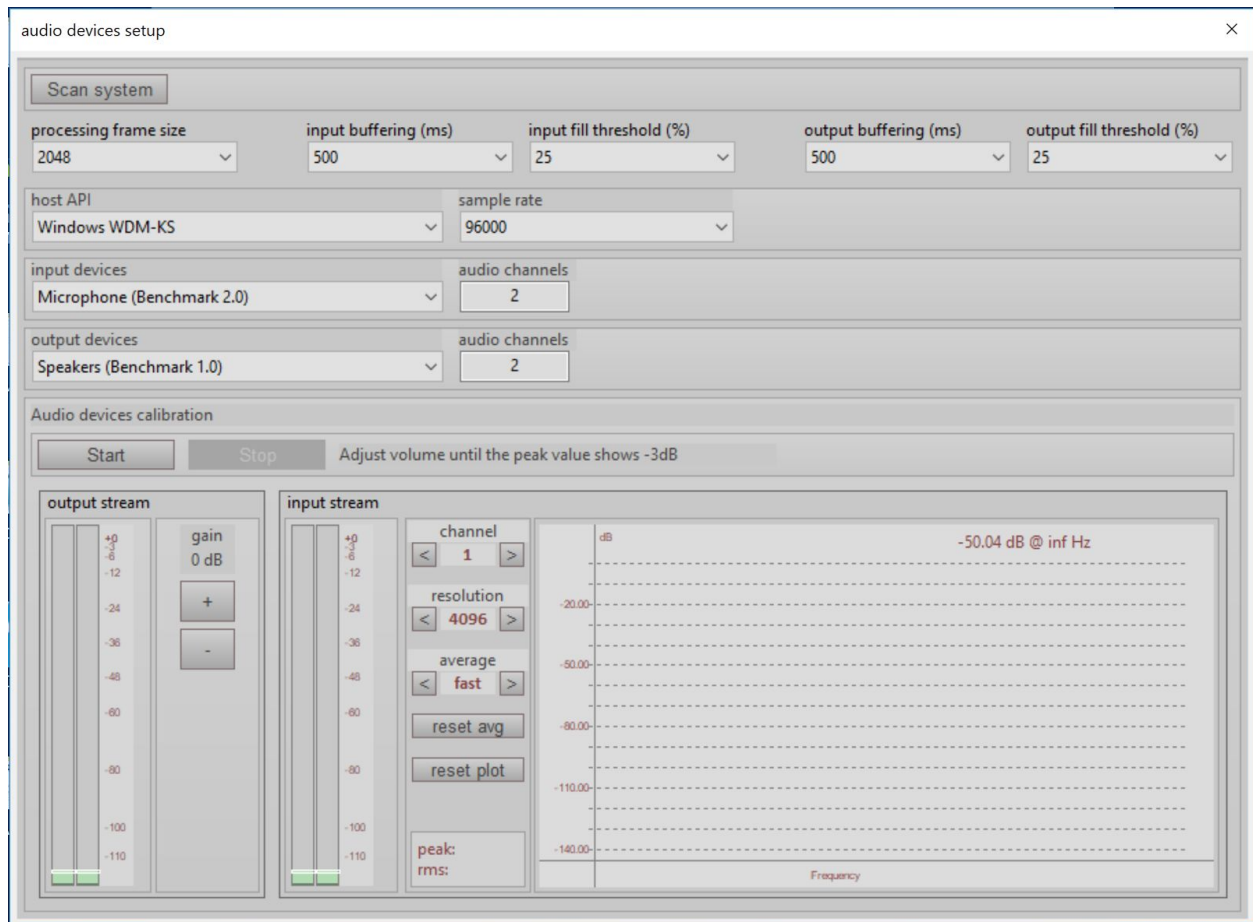 audio devices setup
Scan system
processing frame size
2048
input buffering (ms)
500
input fill threshold (%)
25
output buffering (ms)
500
output fill threshold (%)
25
host API
Windows WDM-KS
sample rate
96000
input devices
Microphone (Benchmark 2.0)
audio channels
2
output devices
Speakers (Benchmark 1.0)
audio channels
2
Audio devices calibration
Start
Stop
Adjust volume until the peak value shows -3dB
output stream
+0
-3
-6
-12
-24
-36
-48
-60
-80
-100
-110
gain
0 dB
+
-
input stream
+0
-3
-6
-12
-24
-36
-48
-60
-80
-100
-110
channel
< 1 >
resolution
< 4096 >
average
< fast >
reset avg
reset plot
peak:
rms:
dB
-50.04 dB @ inf Hz
-20.00
-50.00
-80.00
-110.00
-140.00
Frequency